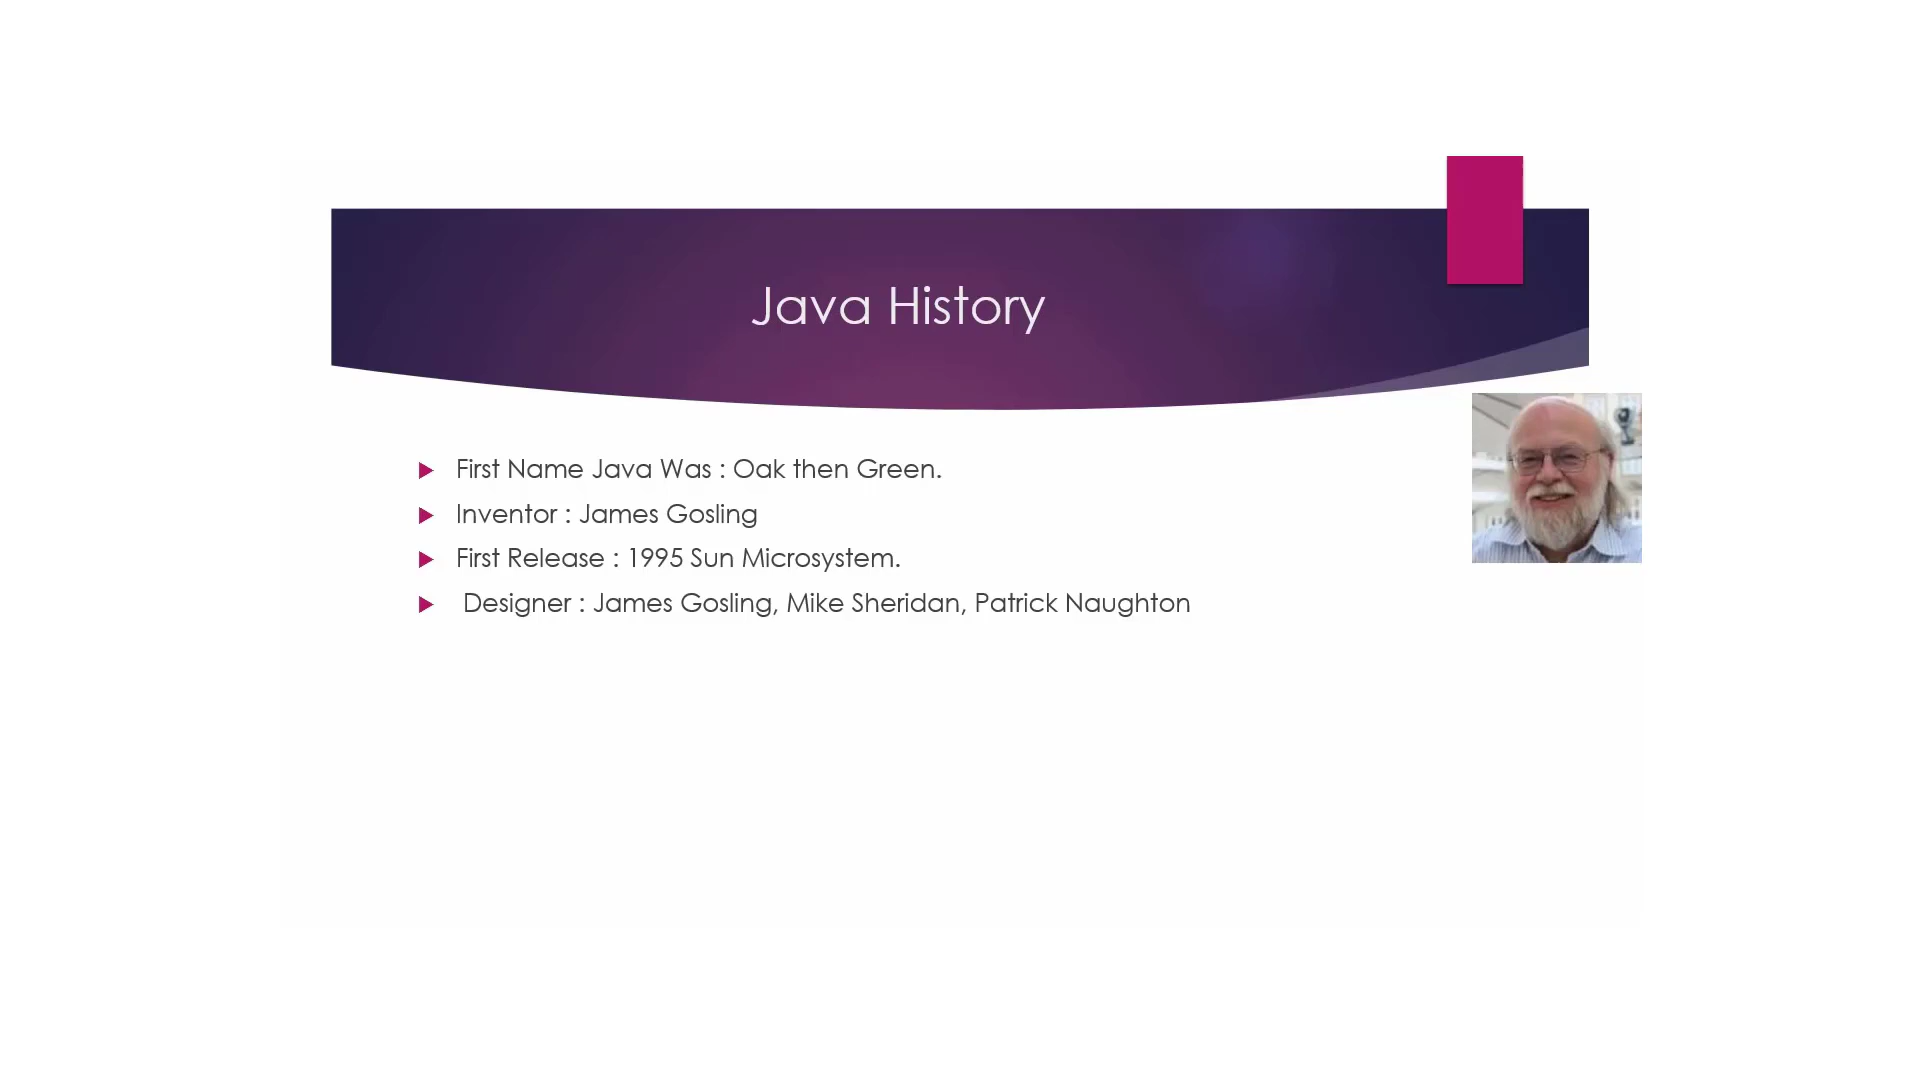 Java History
First Name Java Was : Oak then Green.
Inventor : James Gosling
First Release : 1995 Sun Microsystem.
Designer : James Gosling, Mike Sheridan, Patrick Naughton